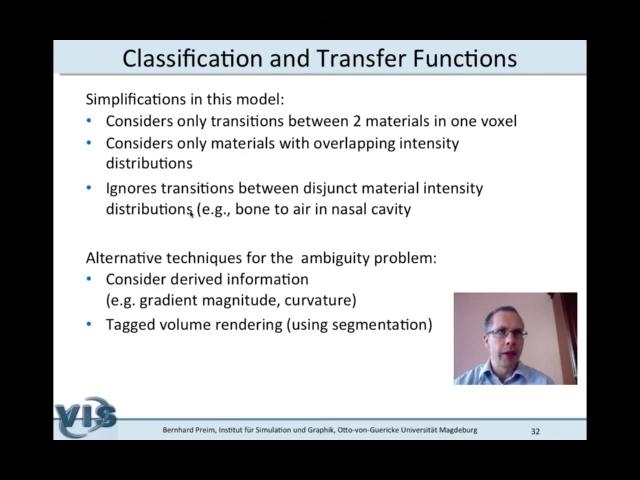 Classification and Transfer Functions
Simplifications in this model:
• Considers only transitions between 2 materials in one voxel
• Considers only materials with overlapping intensity
distributions
• Ignores transitions between disjunct material intensity
distributions (e.g., bone to air in nasal cavity
Alternative techniques for the ambiguity problem:
• Consider derived information
(e.g. gradient magnitude, curvature)
• Tagged volume rendering (using segmentation)
VIS
Bernhard Preim, Institut für Simulation und Graphik, Otto-von-Guericke Universität Magdeburg
32